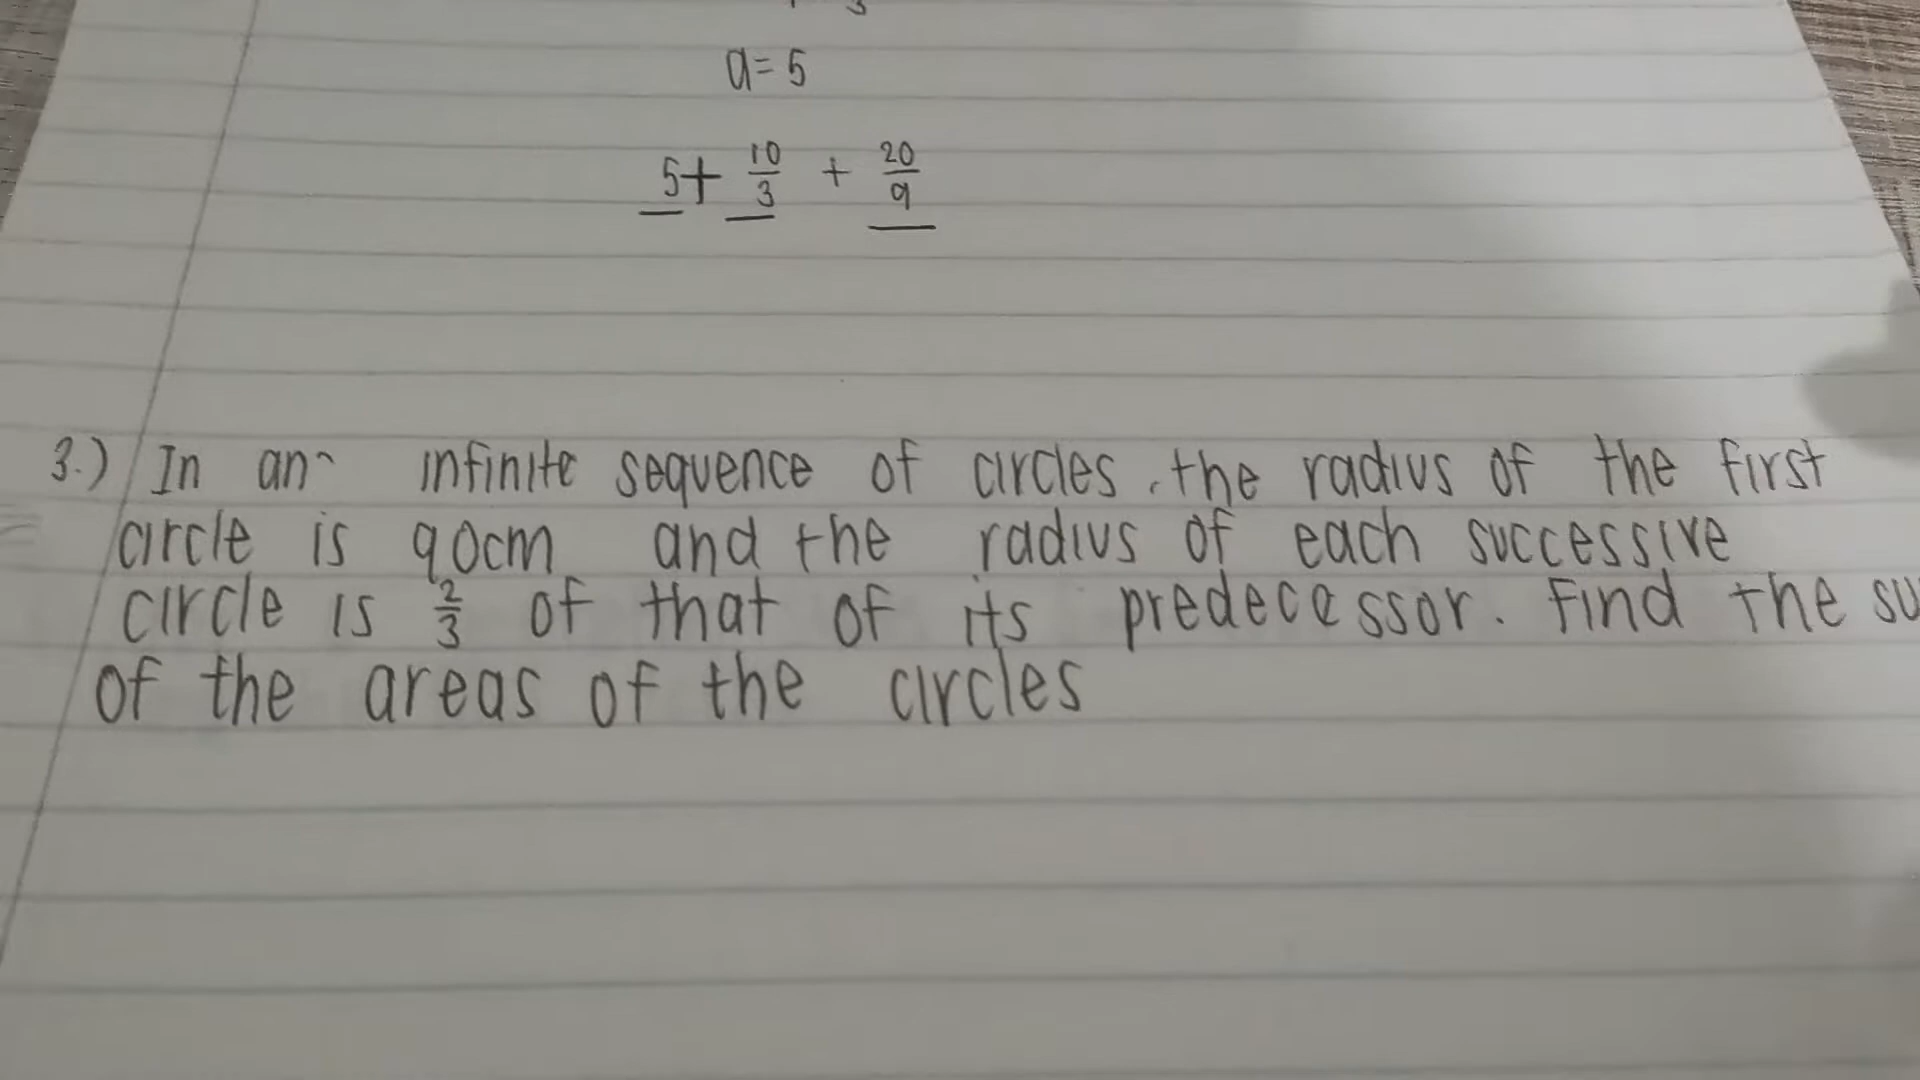 a = 5
5 + 10/3 + 20/9
3.) In an infinite sequence of circles, the radius of the first
circle is 90cm and the radius of each successive
circle is 2/3 of that of its predecessor. Find the su
of the areas of the circles